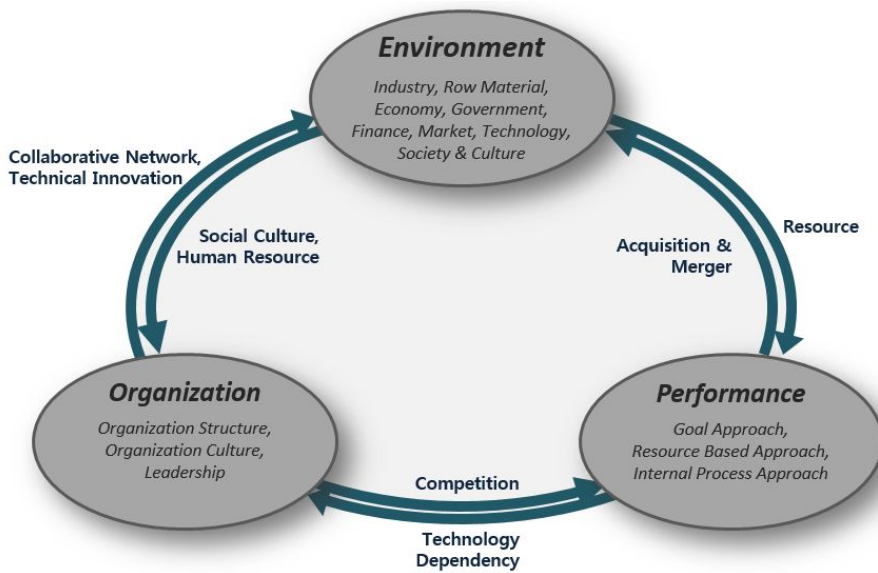 Environment
Industry, Row Material,
Economy, Government,
Finance, Market, Technology,
Society & Culture
Collaborative Network,
Technical Innovation
Social Culture,
Human Resource
Resource
Acquisition &
Merger
Organization
Organization Structure,
Organization Culture,
Leadership
Performance
Goal Approach,
Resource Based Approach,
Internal Process Approach
Competition
Technology
Dependency